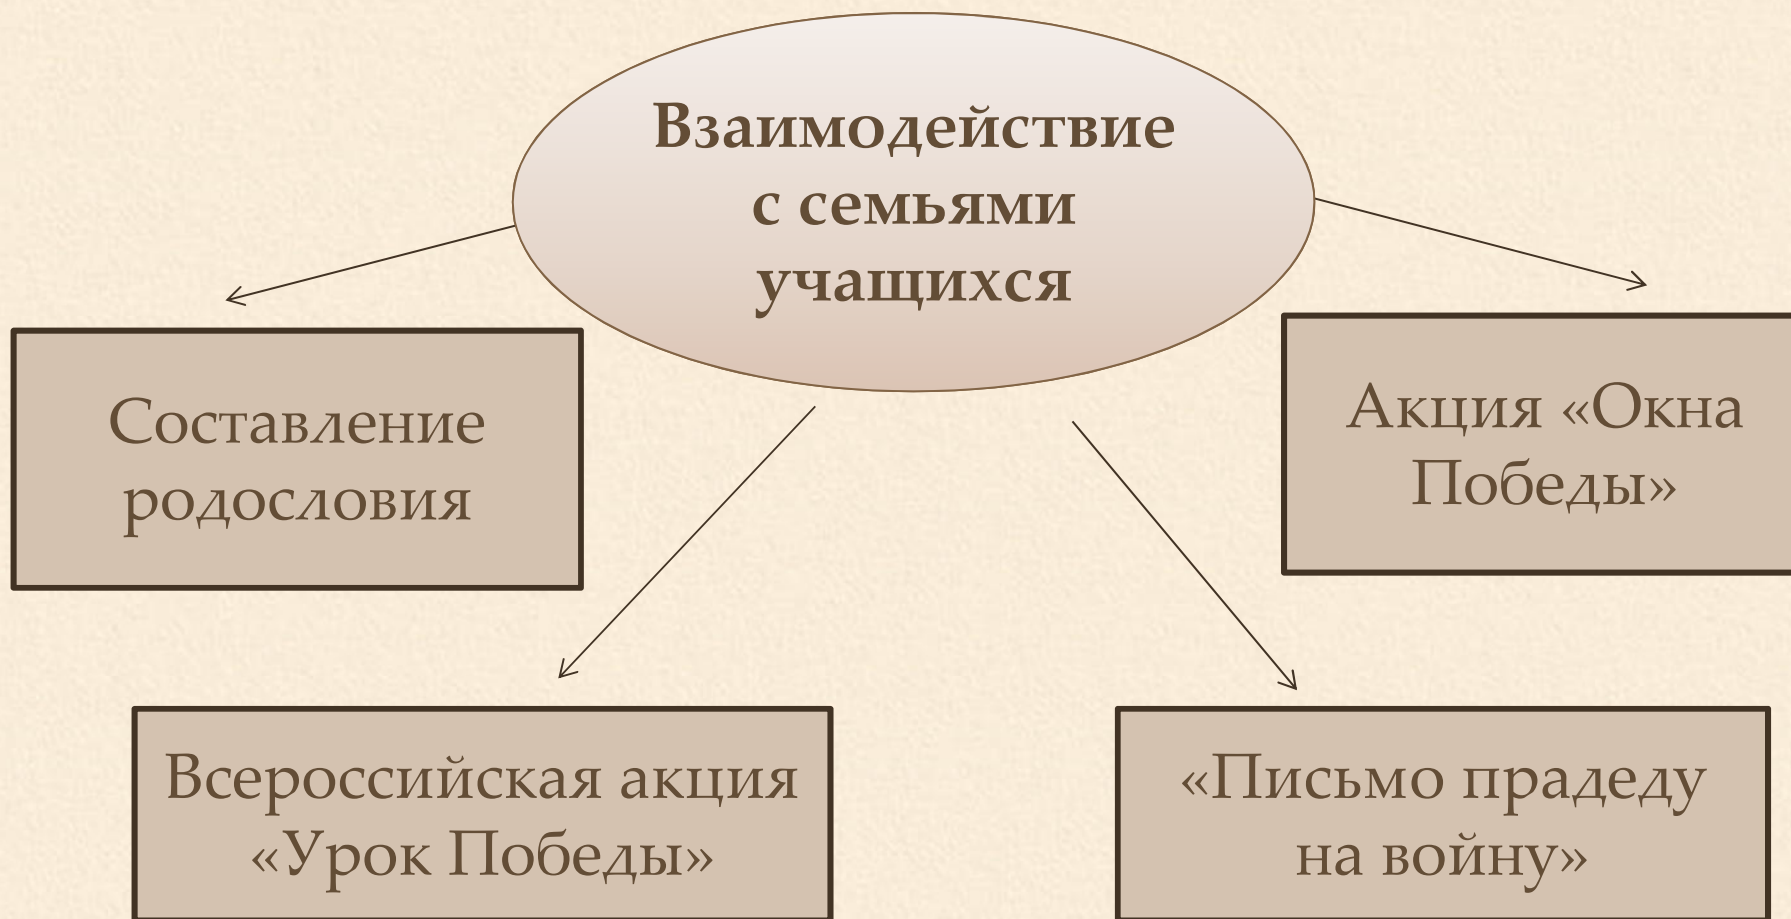 Взаимодействие
с семьями
учащихся
Составление
родословия
Акция «Окна
Победы»
Всероссийская акция
«Урок Победы»
«Письмо прадеду
на войну»